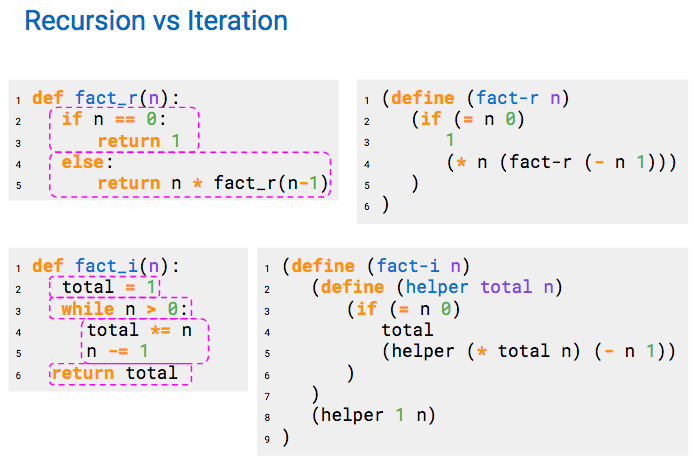 Recursion vs Iteration
1 def fact_r(n):
2 if n == 0:
3 return 1
4 else:
5 return n * fact_r(n-1)
1 (define (fact-r n)
2 (if (= n 0)
3 1
4 (* n (fact-r (- n 1)))
5 )
6 )
1 def fact_i(n):
2 total = 1
3 while n > 0:
4 total *= n
5 n -= 1
6 return total
1 (define (fact-i n)
2 (define (helper total n)
3 (if (= n 0)
4 total
5 (helper (* total n) (- n 1))
6 )
7 )
8 (helper 1 n)
9 )